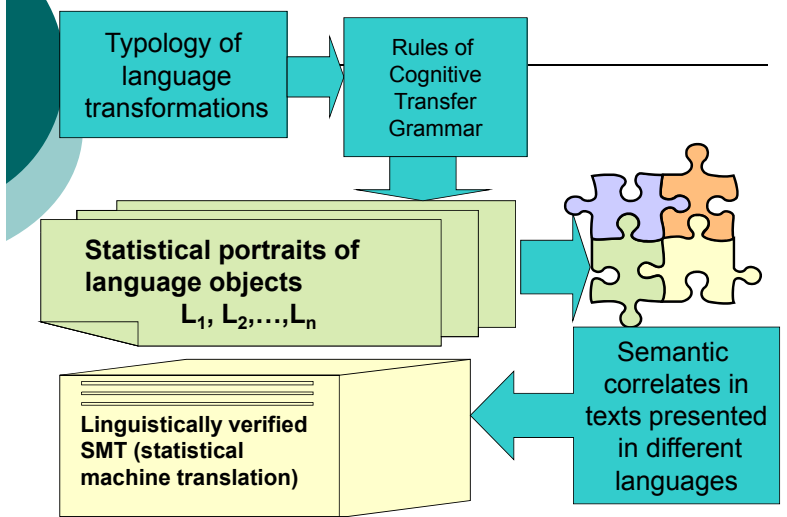 Typology of
language
transformations
Rules of
Cognitive
Transfer
Grammar
Statistical portraits of
language objects
L₁, L₂,…,Lₙ
Semantic
correlates in
texts presented
in different
languages
Linguistically verified
SMT (statistical
machine translation)